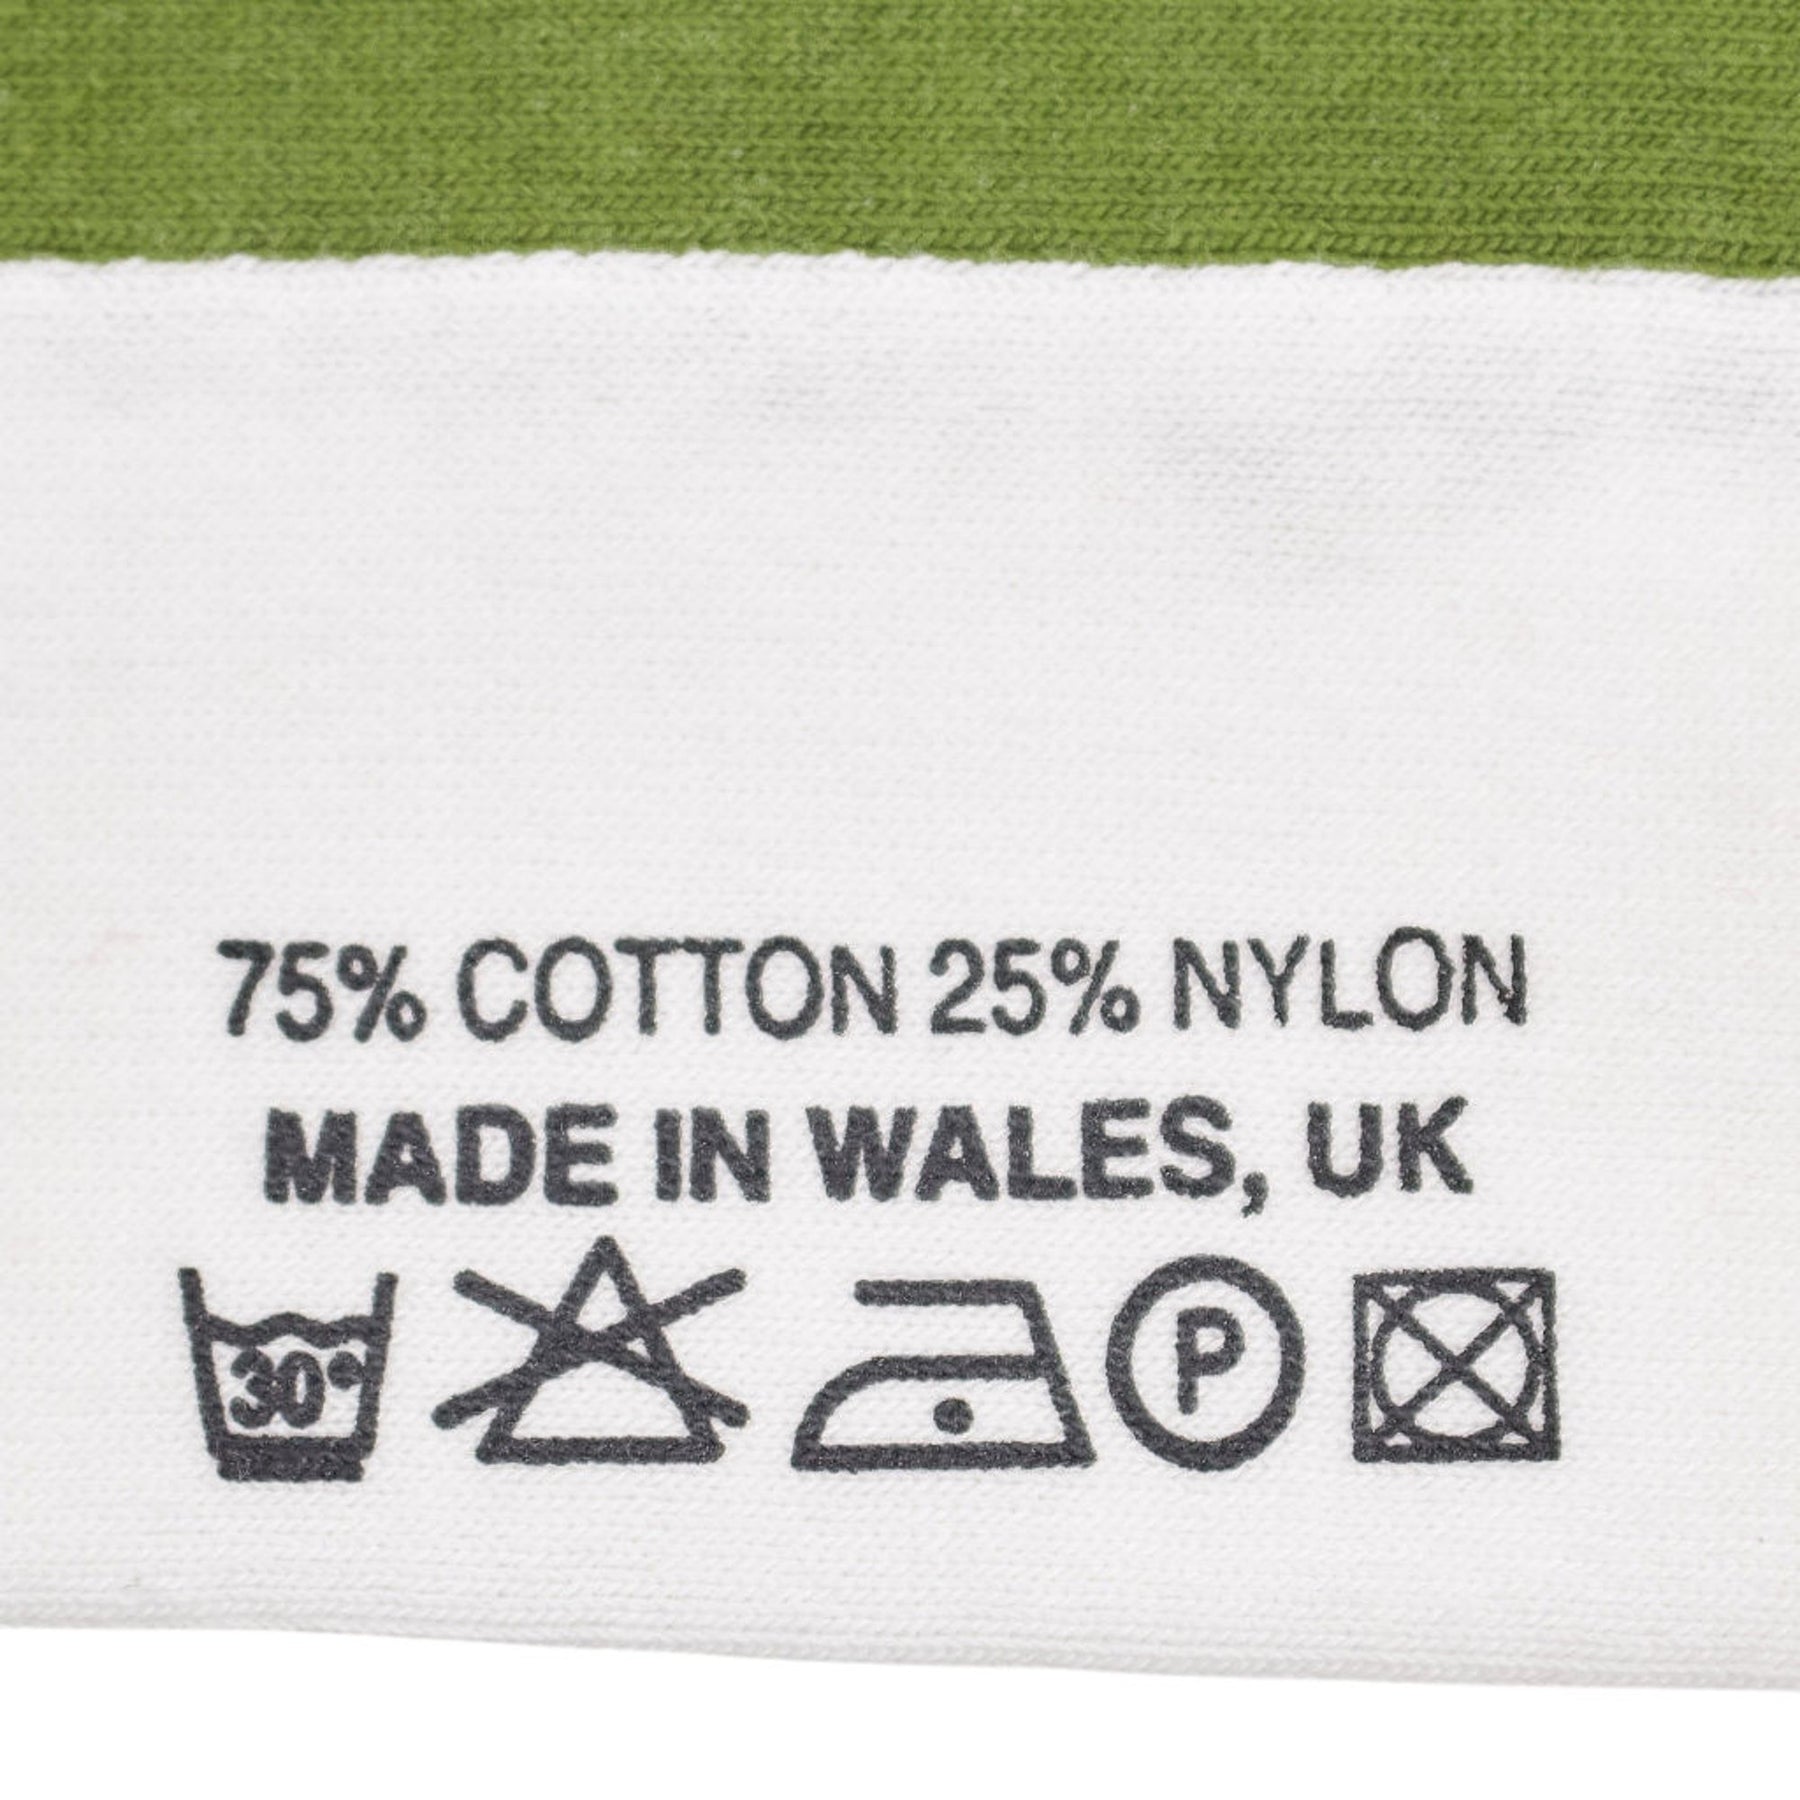 75% COTTON 25% NYLON
MADE IN WALES, UK
30° P